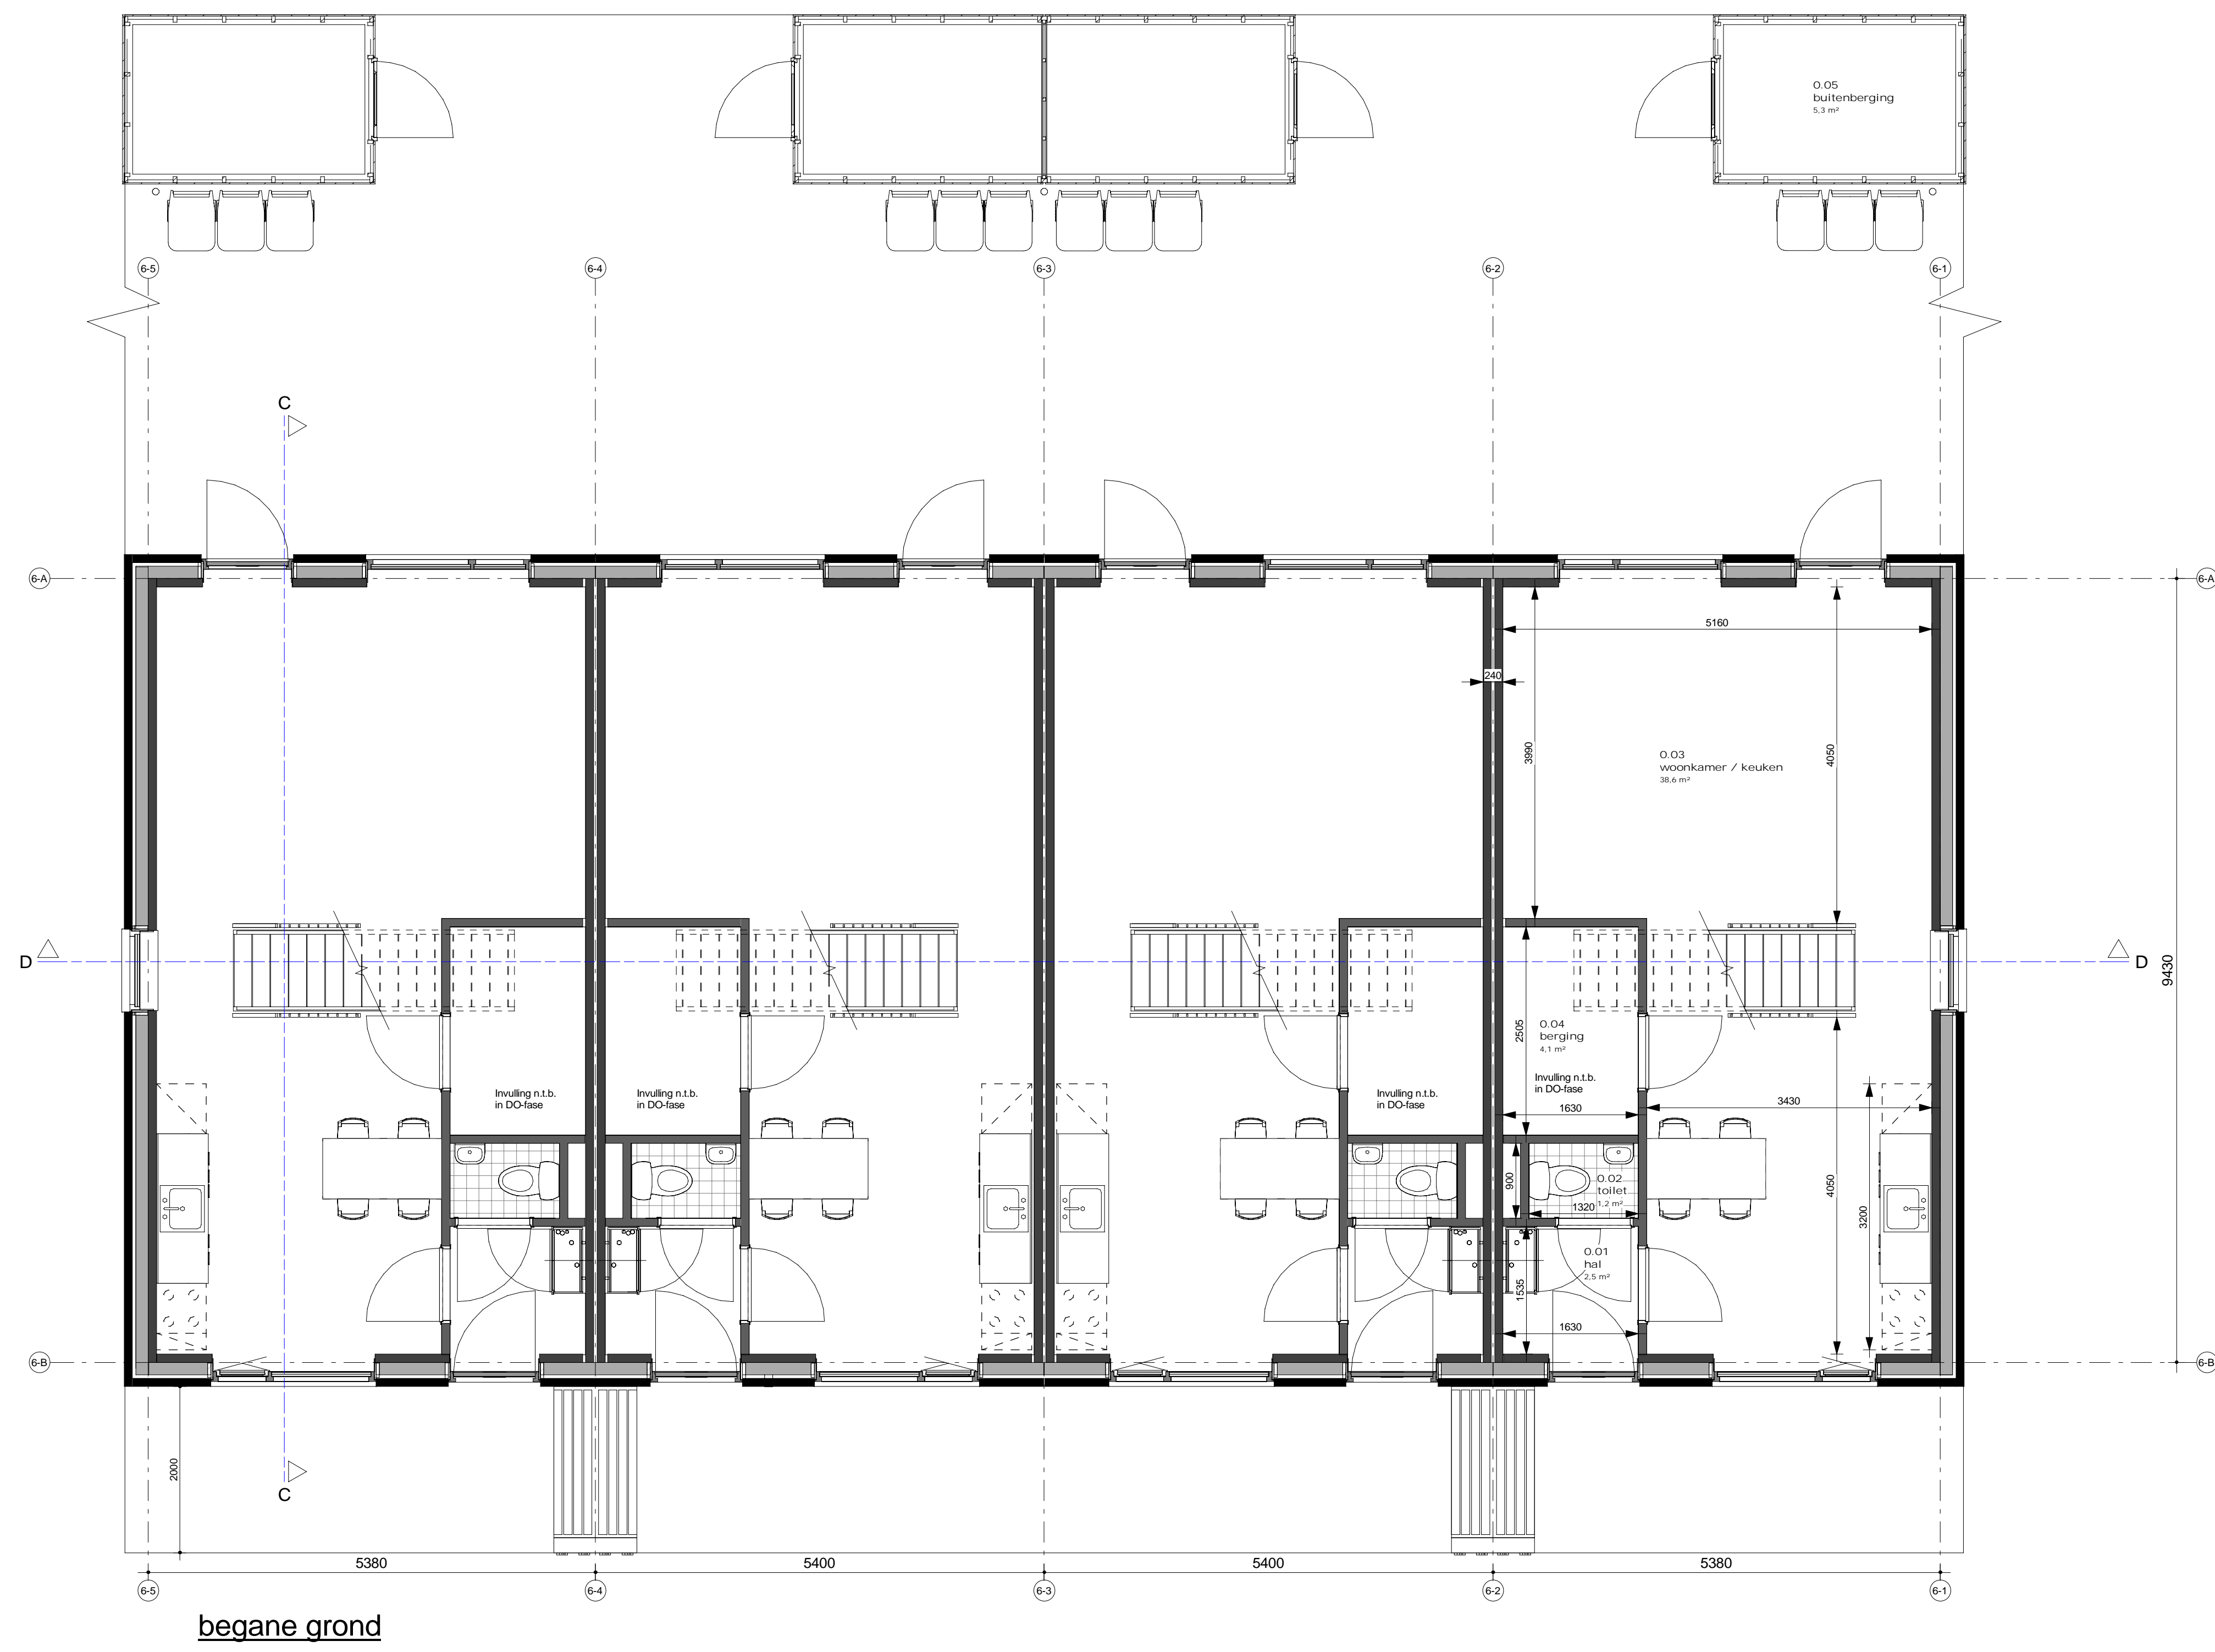 0.05
buitenberging
5,3 m²
6-5
6-4
6-3
6-2
6-1
C
6-A
6-A
5160
240
3990
4050
0.03
woonkamer / keuken
38,6 m²
D
D
9430
2505
0.04
berging
4,1 m²
Invulling n.t.b.
in DO-fase
Invulling n.t.b.
in DO-fase
Invulling n.t.b.
in DO-fase
Invulling n.t.b.
in DO-fase
1630
3430
900
0.02
toilet
1,2 m²
1320
4050
3200
0.01
hal
2,5 m²
1535
1630
6-B
6-B
2000
C
5380
5400
5400
5380
6-5
6-4
6-3
6-2
6-1
begane grond